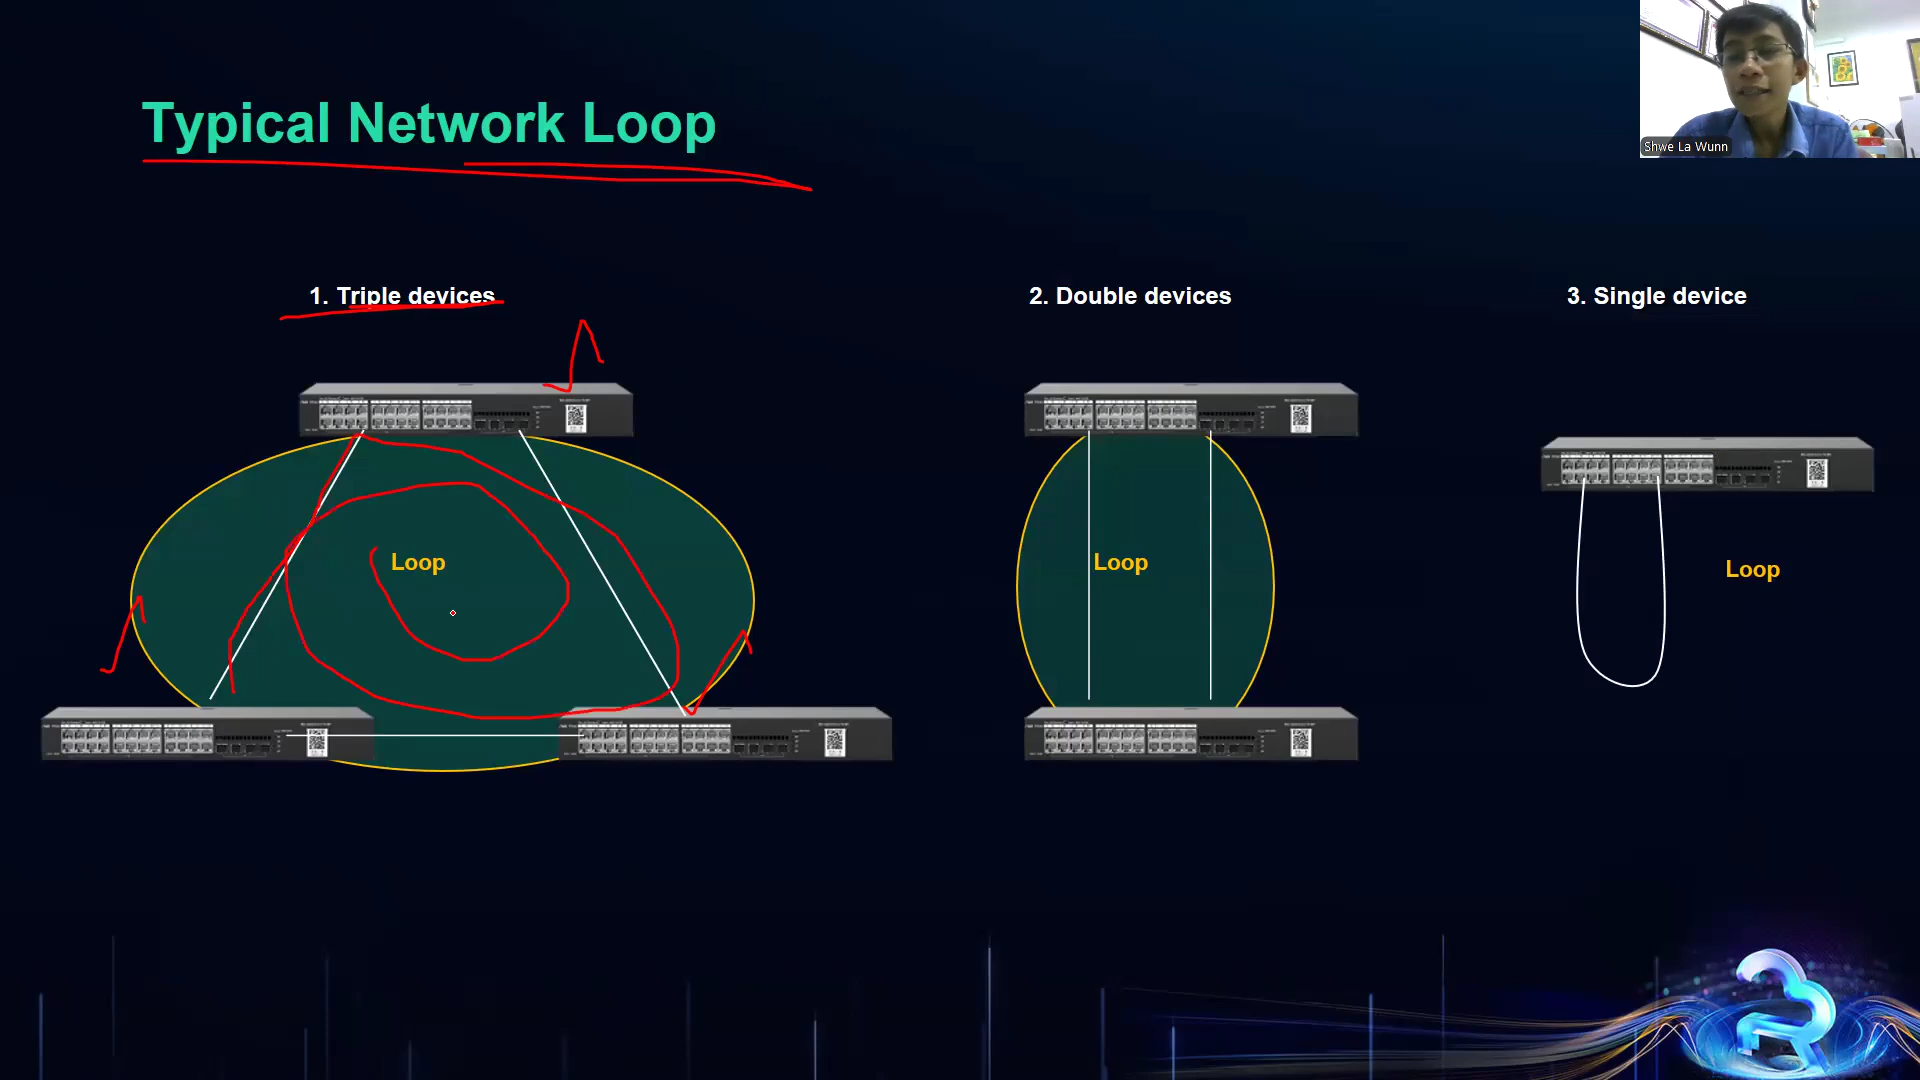 Typical Network Loop
Shwe La Wunn
1. Triple devices
2. Double devices
3. Single device
Loop
Loop
Loop